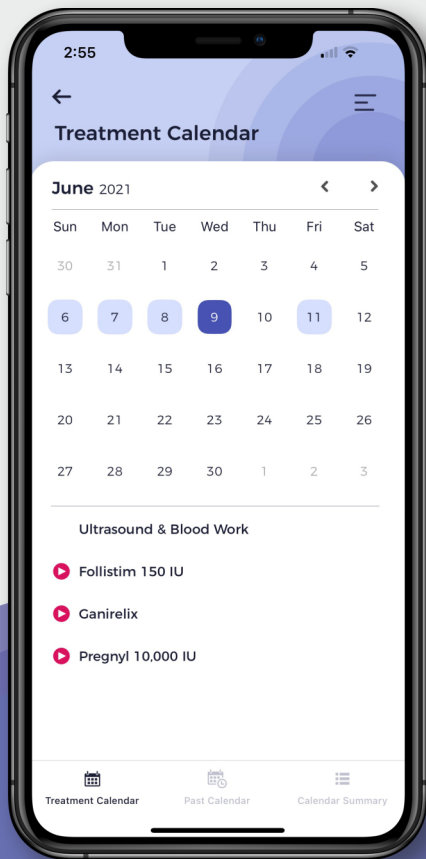 2:55
Treatment Calendar
June 2021
Sun Mon Tue Wed Thu Fri Sat
30 31 1 2 3 4 5
6 7 8 9 10 11 12
13 14 15 16 17 18 19
20 21 22 23 24 25 26
27 28 29 30 1 2 3
Ultrasound & Blood Work
Follistim 150 IU
Ganirelix
Pregnyl 10,000 IU
Treatment Calendar Past Calendar Calendar Summary